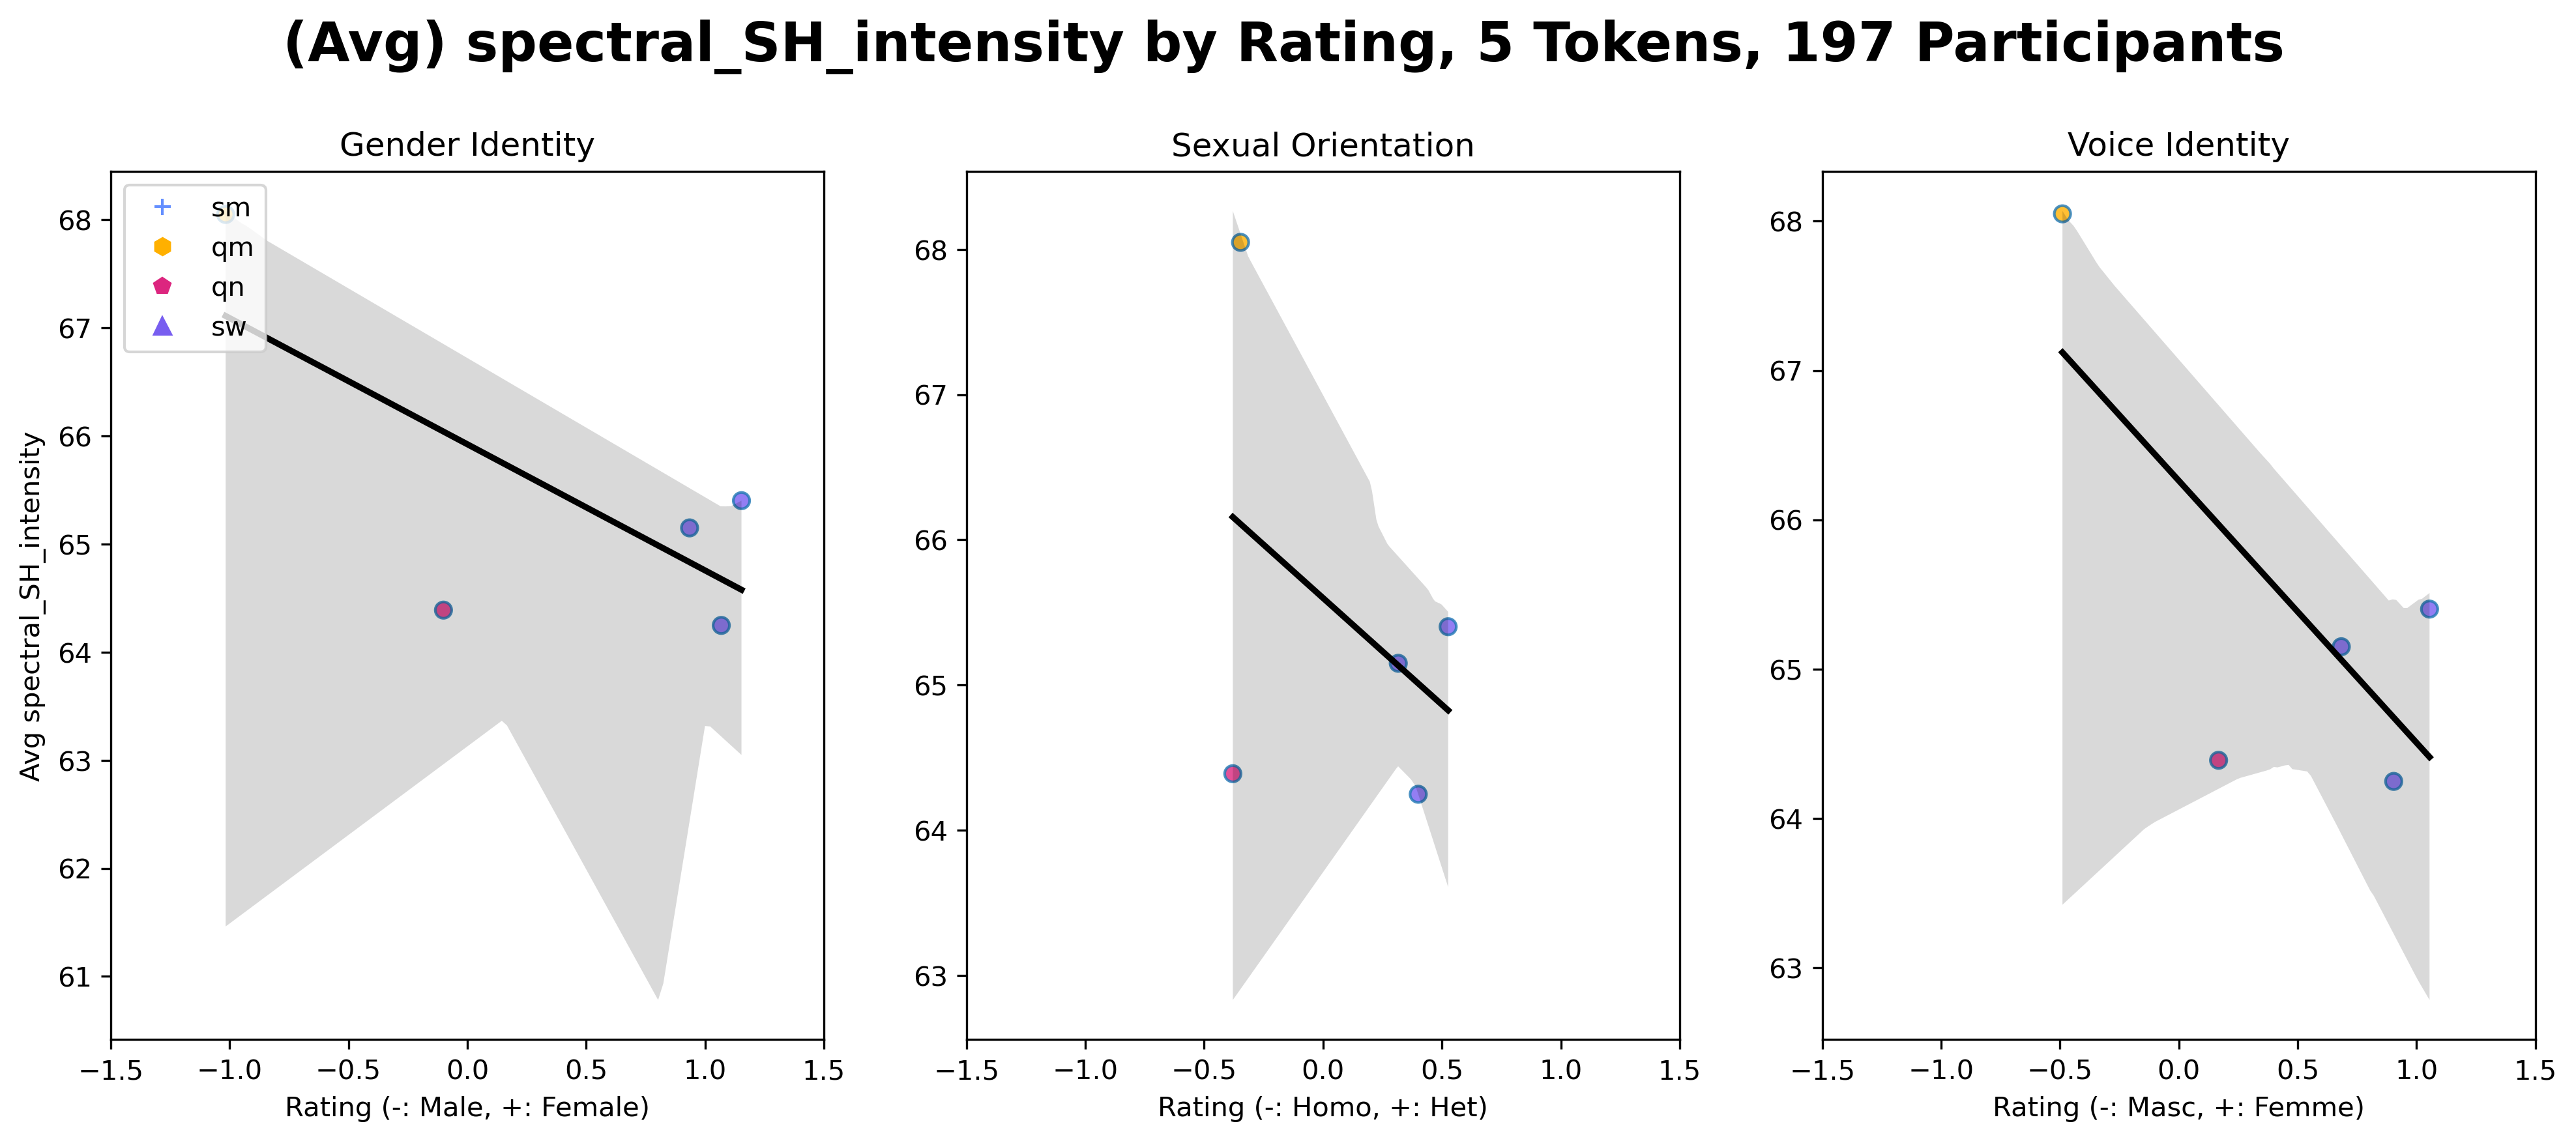 (Avg) spectral_SH_intensity by Rating, 5 Tokens, 197 Participants
Gender Identity
sm
qm
qn
sw
68
67
66
65
64
63
62
61
Avg spectral_SH_intensity
−1.5 −1.0 −0.5 0.0 0.5 1.0 1.5
Rating (-: Male, +: Female)
Sexual Orientation
68
67
66
65
64
63
−1.5 −1.0 −0.5 0.0 0.5 1.0 1.5
Rating (-: Homo, +: Het)
Voice Identity
68
67
66
65
64
63
−1.5 −1.0 −0.5 0.0 0.5 1.0 1.5
Rating (-: Masc, +: Femme)